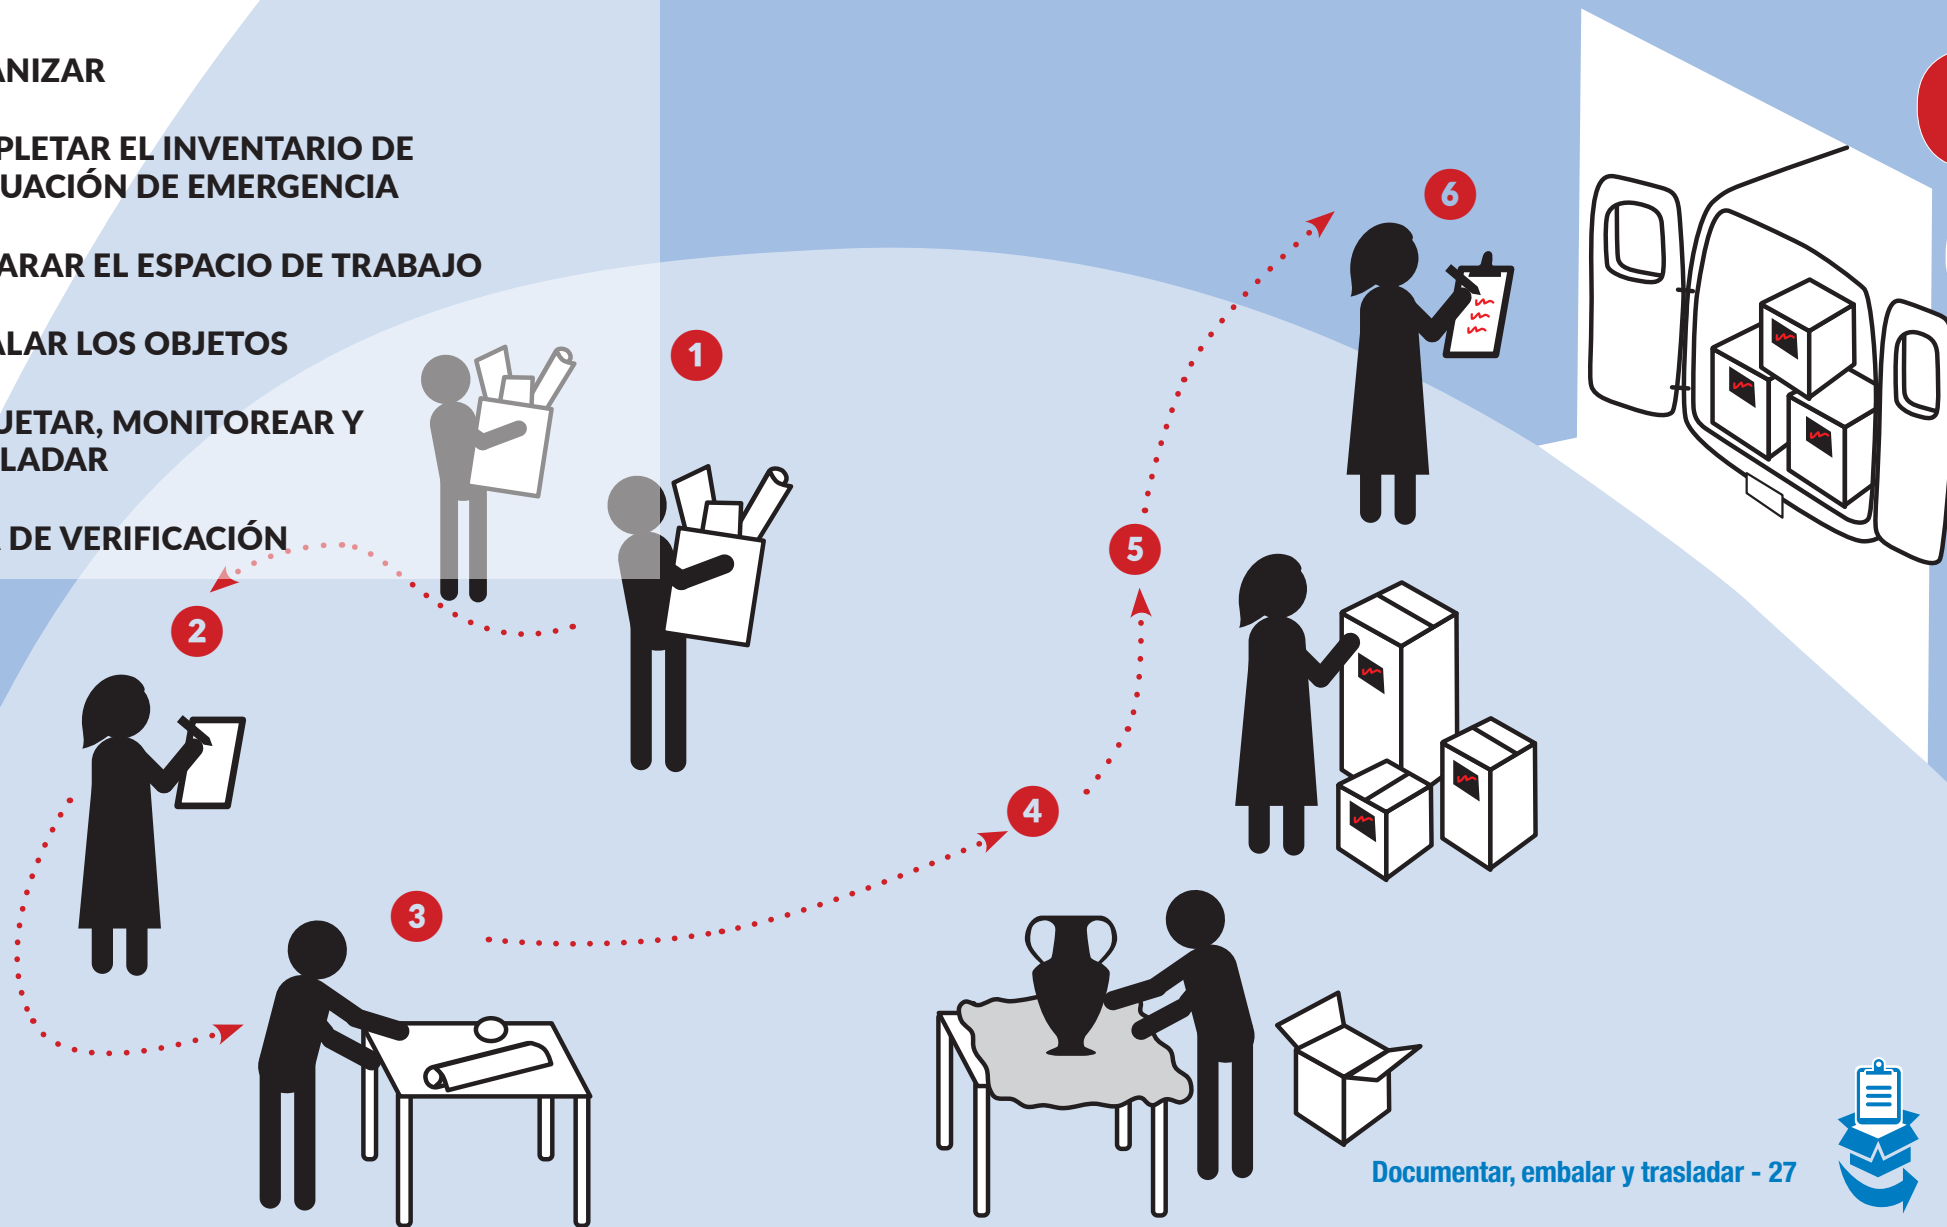 ANIZAR
PLETAR EL INVENTARIO DE
UACIÓN DE EMERGENCIA
ARAR EL ESPACIO DE TRABAJO
ALAR LOS OBJETOS
UETAR, MONITOREAR Y
LADAR
DE VERIFICACIÓN
1
2
3
4
5
6
Documentar, embalar y trasladar - 27